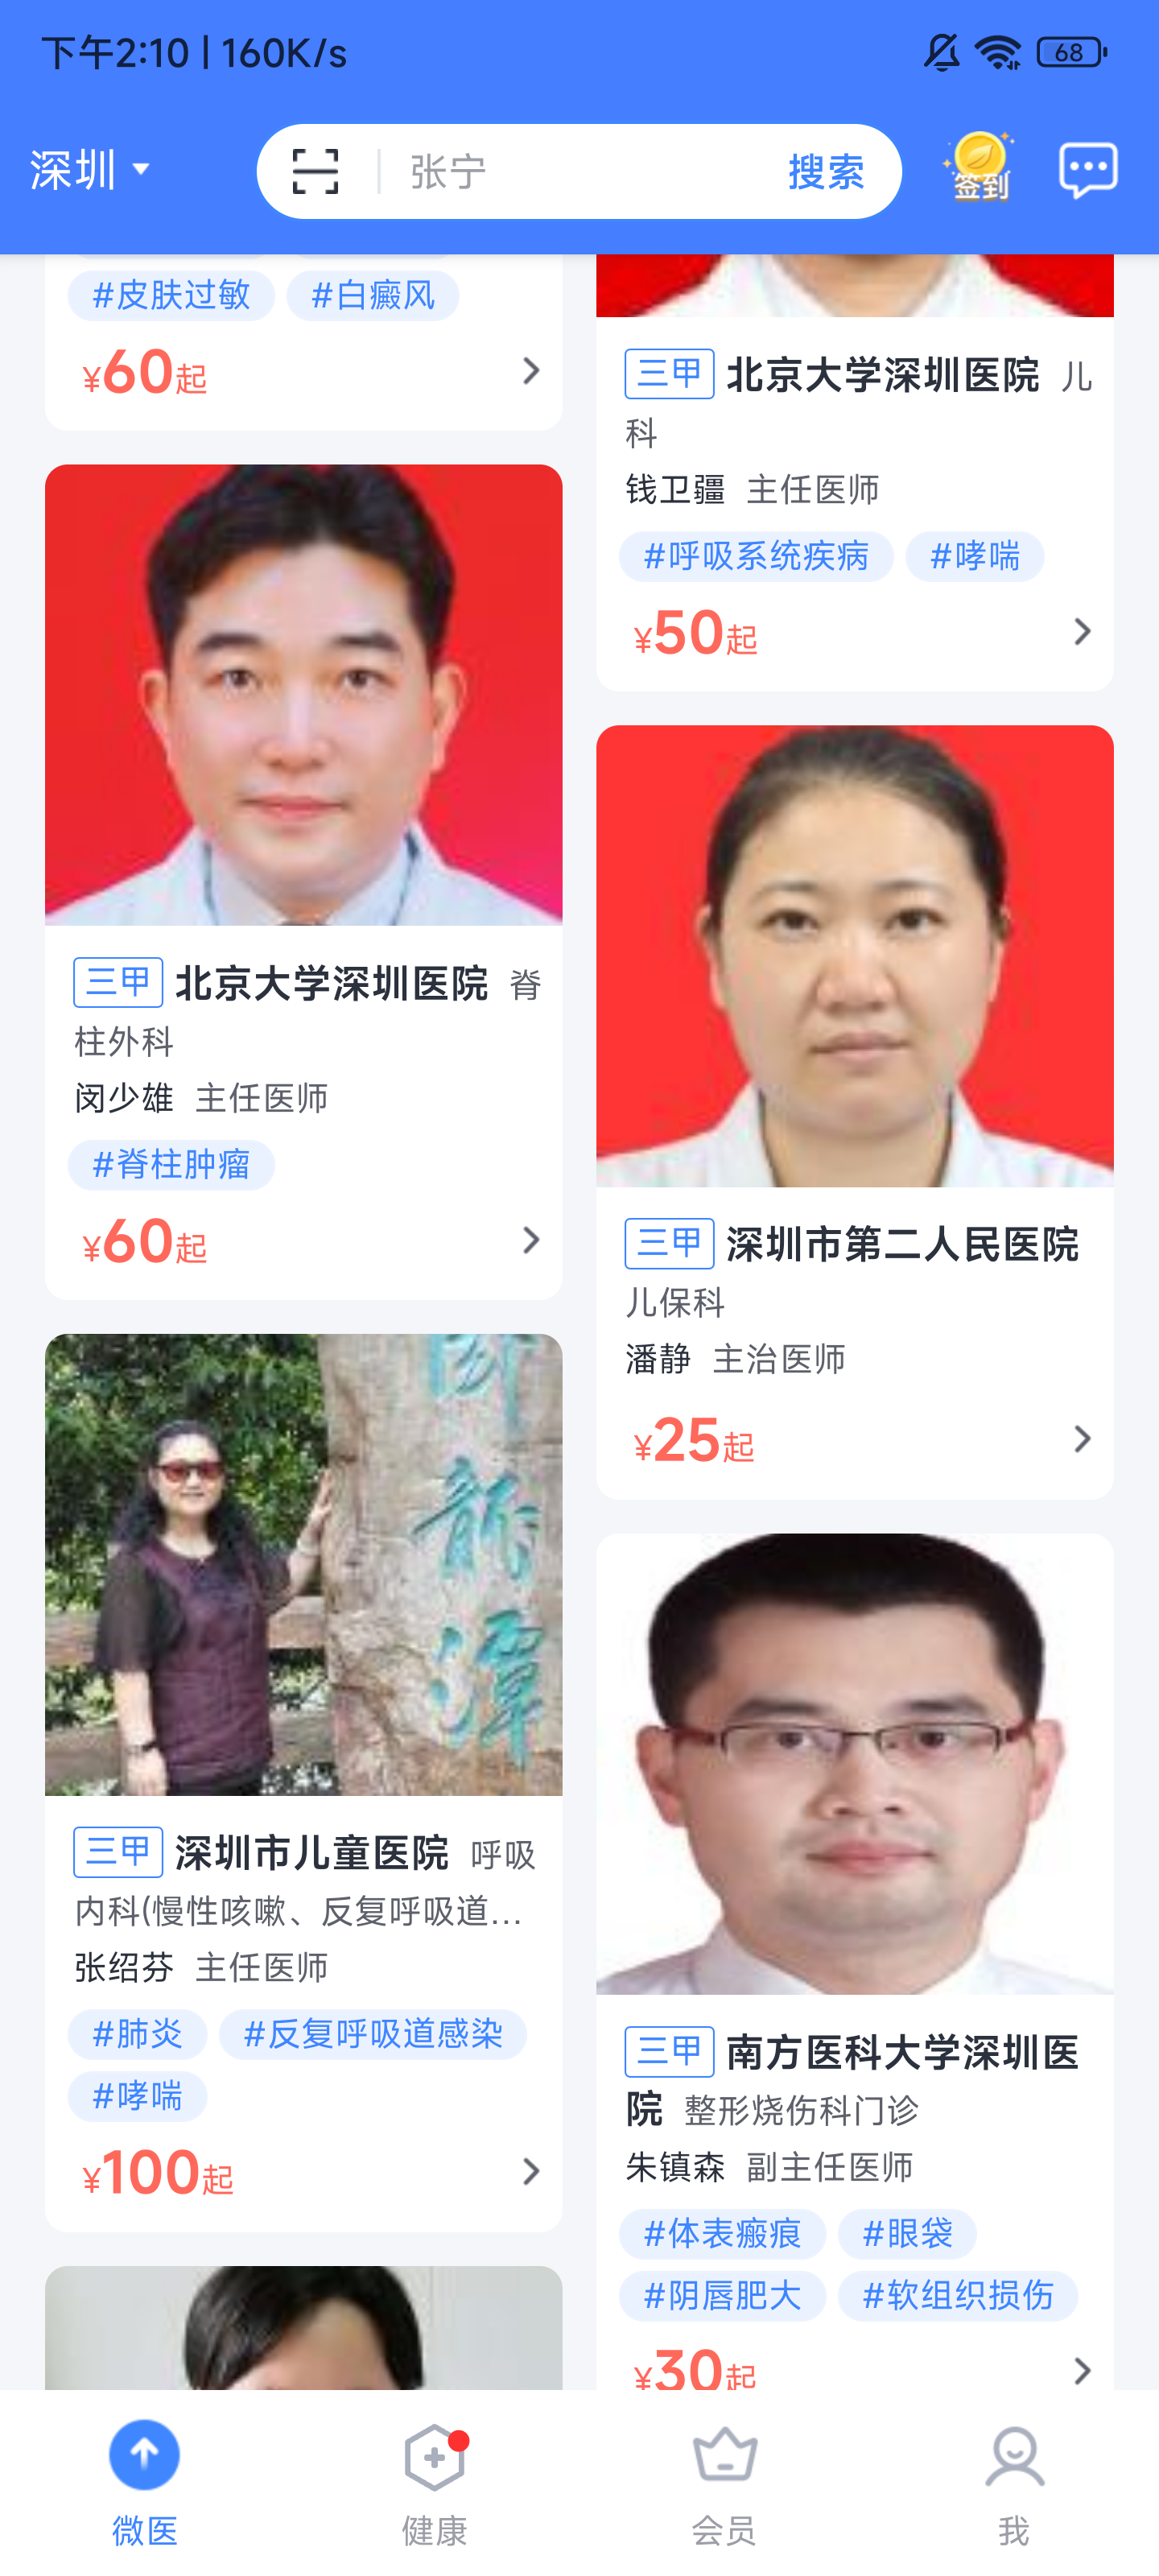 下午2:10 | 160K/s
68
深圳
张宁
搜索
签到
#皮肤过敏 #白癜风
¥60起
三甲 北京大学深圳医院 脊
柱外科
闵少雄 主任医师
#脊柱肿瘤
¥60起
龙潭
三甲 深圳市儿童医院 呼吸
内科(慢性咳嗽、反复呼吸道...
张绍芬 主任医师
#肺炎 #反复呼吸道感染
#哮喘
¥100起
三甲 北京大学深圳医院 儿
科
钱卫疆 主任医师
#呼吸系统疾病 #哮喘
¥50起
三甲 深圳市第二人民医院
儿保科
潘静 主治医师
¥25起
三甲 南方医科大学深圳医
院 整形烧伤科门诊
朱镇森 副主任医师
#体表瘢痕 #眼袋
#阴唇肥大 #软组织损伤
¥30起
微医
健康
会员
我